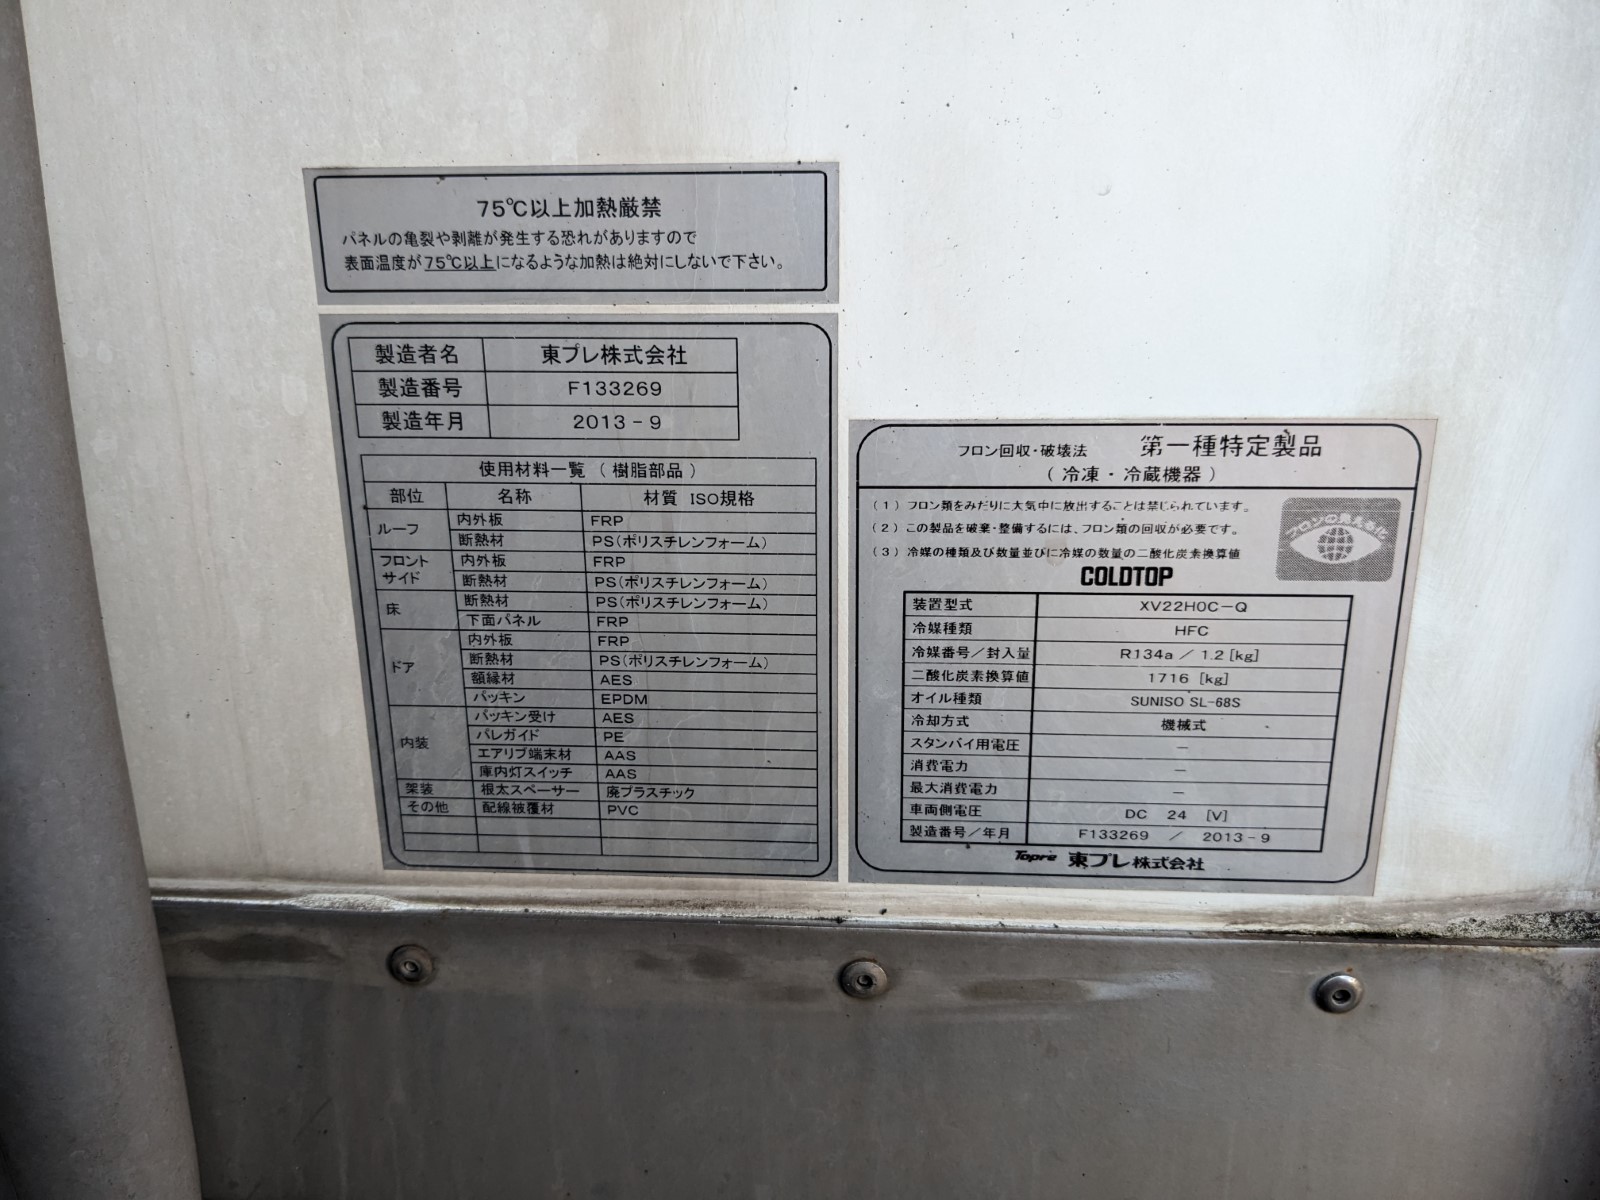 75℃以上加熱厳禁
パネルの亀裂や剥離が発生する恐れがありますので
表面温度が75℃以上になるような加熱は絶対にしないで下さい。
製造者名 東プレ株式会社
製造番号 F133269
製造年月 2013-9
使用材料一覧 (樹脂部品)
部位 名称 材質 ISO規格
ルーフ 内外板 FRP
断熱材 PS(ポリスチレンフォーム)
フロント サイド 内外板 FRP
断熱材 PS(ポリスチレンフォーム)
床 断熱材 PS(ポリスチレンフォーム)
下面パネル FRP
ドア 内外板 FRP
断熱材 PS(ポリスチレンフォーム)
額縁材 AES
パッキン EPDM
内装 パッキン受け AES
パレガイド PE
エアリブ端末材 AAS
庫内灯スイッチ AAS
架装 根太スペーサー 廃プラスチック
その他 配線被覆材 PVC
フロン回収・破壊法 第一種特定製品
(冷凍・冷蔵機器)
(1) フロン類をみだりに大気中に放出することは禁じられています。
(2) この製品を破棄・整備するには、フロン類の回収が必要です。
(3) 冷媒の種類及び数量並びに冷媒の数量の二酸化炭素換算値
フロンの見える化
COLDTOP
装置型式 XV22HOC-Q
冷媒種類 HFC
冷媒番号/封入量 R134a / 1.2 [kg]
二酸化炭素換算値 1716 [kg]
オイル種類 SUNISO SL-68S
冷却方式 機械式
スタンバイ用電圧 ―
消費電力 ―
最大消費電力 ―
車両側電圧 DC 24 [V]
製造番号/年月 F133269 / 2013-9
Topre 東プレ株式会社